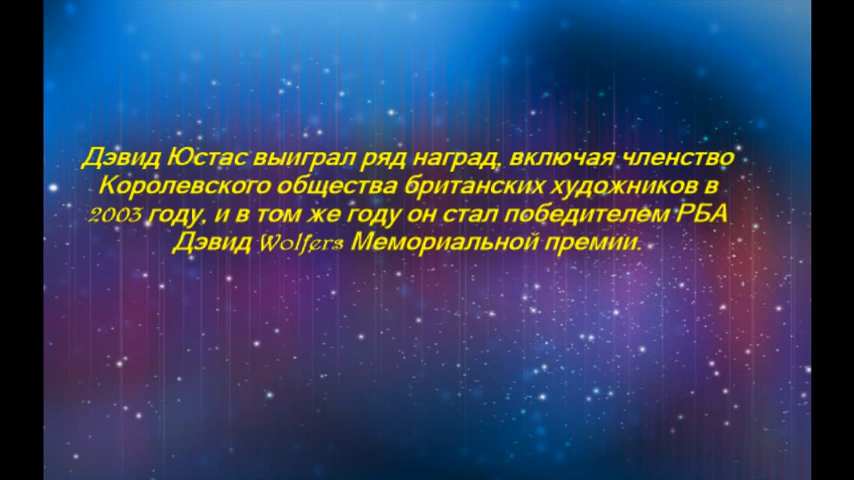 Дэвид Юстас выиграл ряд наград, включая членство
Королевского общества британских художников в
2003 году, и в том же году он стал победителем РБА
Дэвид Wolfers Мемориальной премии.